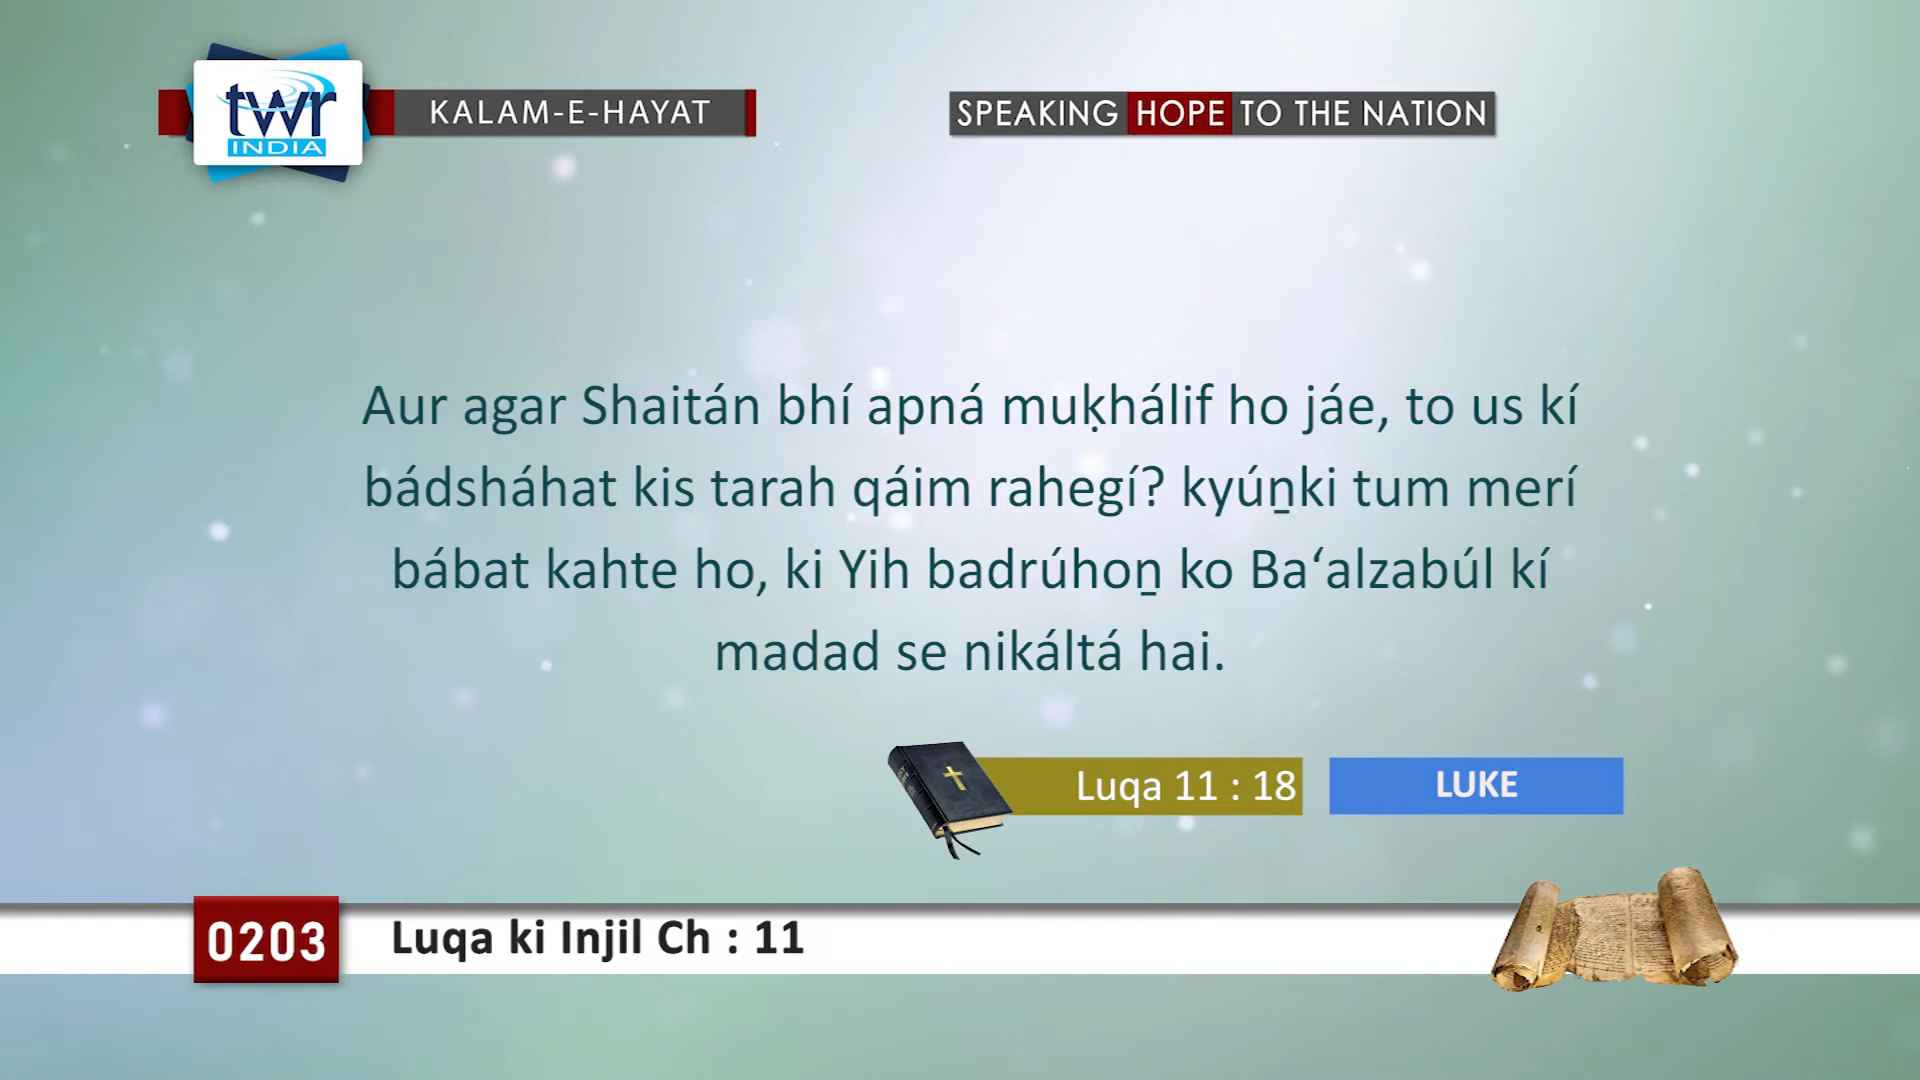 twr
INDIA
KALAM-E-HAYAT
SPEAKING HOPE TO THE NATION
Aur agar Shaitán bhí apná muḳhálif ho jáe, to us kí
bádsháhat kis tarah qáim rahegí? kyúṉki tum merí
bábat kahte ho, ki Yih badrúhoṉ ko Ba‘alzabúl kí
madad se nikáltá hai.
Luqa 11 : 18
LUKE
0203
Luqa ki Injil Ch : 11